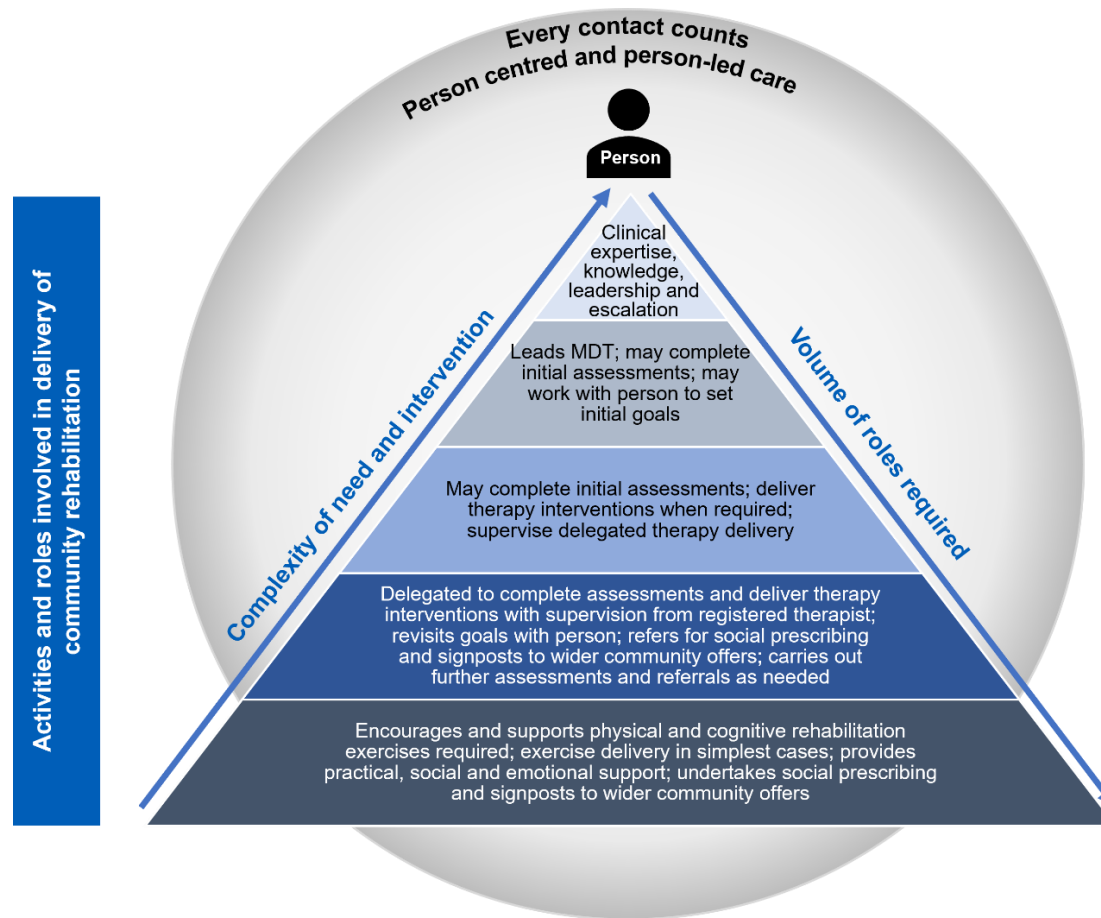 Every contact counts
Person centred and person-led care
Person
Activities and roles involved in delivery of
community rehabilitation
Complexity of need and intervention
Volume of roles required
Clinical
expertise,
knowledge,
leadership and
escalation
Leads MDT; may complete
initial assessments; may
work with person to set
initial goals
May complete initial assessments; deliver
therapy interventions when required;
supervise delegated therapy delivery
Delegated to complete assessments and deliver therapy
interventions with supervision from registered therapist;
revisits goals with person; refers for social prescribing
and signposts to wider community offers; carries out
further assessments and referrals as needed
Encourages and supports physical and cognitive rehabilitation
exercises required; exercise delivery in simplest cases; provides
practical, social and emotional support; undertakes social prescribing
and signposts to wider community offers